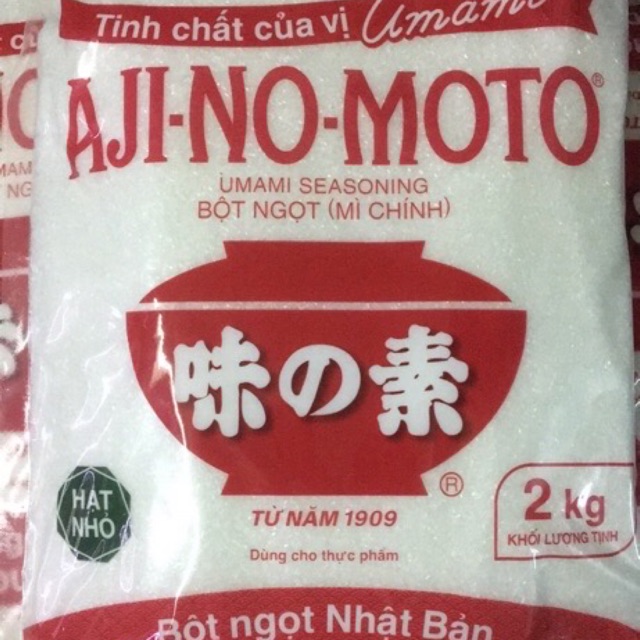 Tinh chất của vị Umami
AJI-NO-MOTO®
UMAMI SEASONING
BỘT NGỌT (MÌ CHÍNH)
味の素
®
HẠT
NHỎ
TỪ NĂM 1909
2 kg
KHỐI LƯỢNG TỊNH
Dùng cho thực phẩm
Bột ngọt Nhật Bản